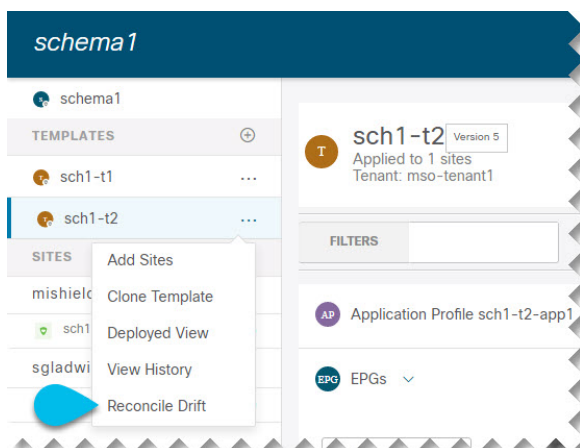 schema1
schema1
TEMPLATES
sch1-t1
sch1-t2
SITES
mishield
sch1
sgladwi
Add Sites
Clone Template
Deployed View
View History
Reconcile Drift
T
sch1-t2 Version 5
Applied to 1 sites
Tenant: mso-tenant1
FILTERS
AP Application Profile sch1-t2-app1
EPG EPGs